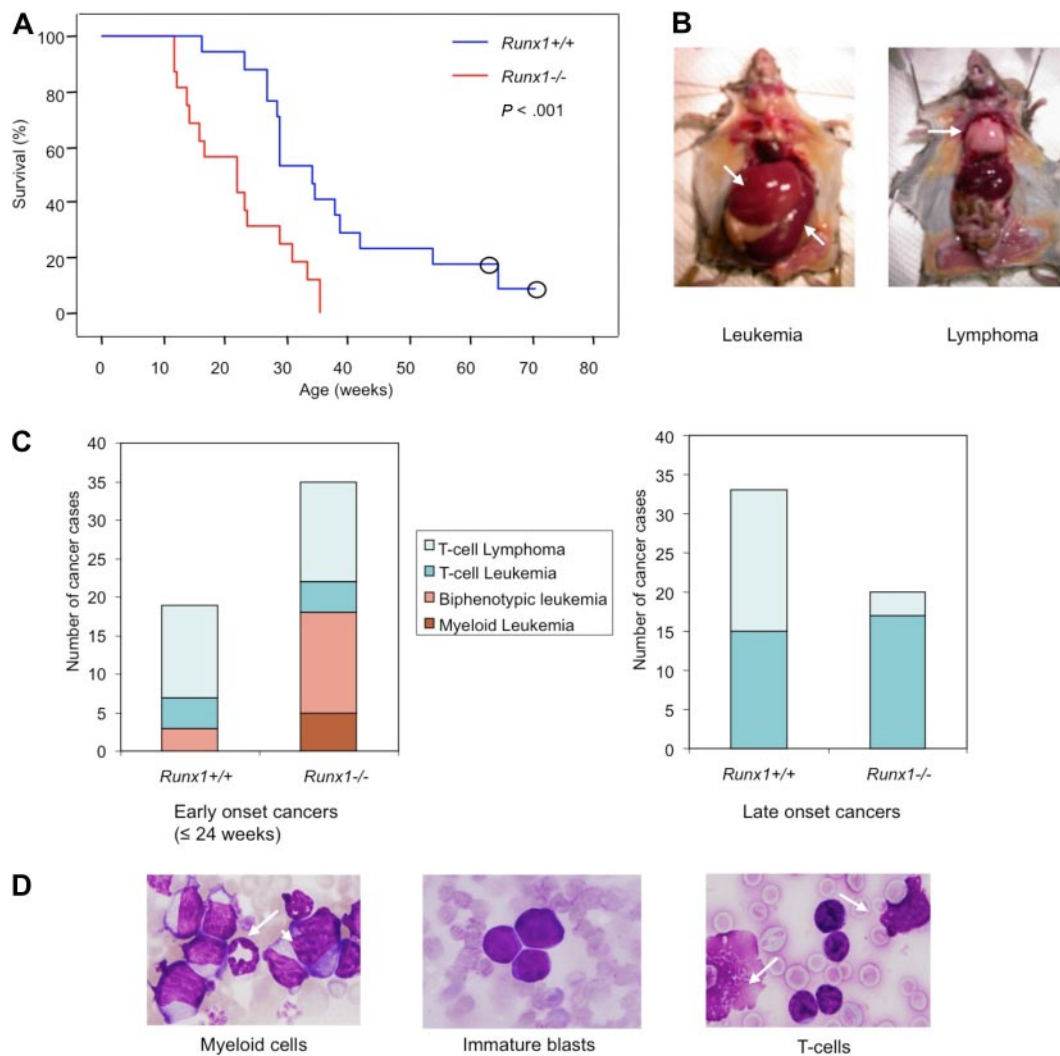 A
100
80
60
40
20
0
Survival (%)
Runx1+/+
Runx1-/-
P < .001
0 10 20 30 40 50 60 70 80
Age (weeks)
B
Leukemia
Lymphoma
C
40
35
30
25
20
15
10
5
0
Number of cancer cases
Runx1+/+
Runx1-/-
Early onset cancers
(≤ 24 weeks)
T-cell Lymphoma
T-cell Leukemia
Biphenotypic leukemia
Myeloid Leukemia
40
35
30
25
20
15
10
5
0
Number of cancer cases
Runx1+/+
Runx1-/-
Late onset cancers
D
Myeloid cells
Immature blasts
T-cells